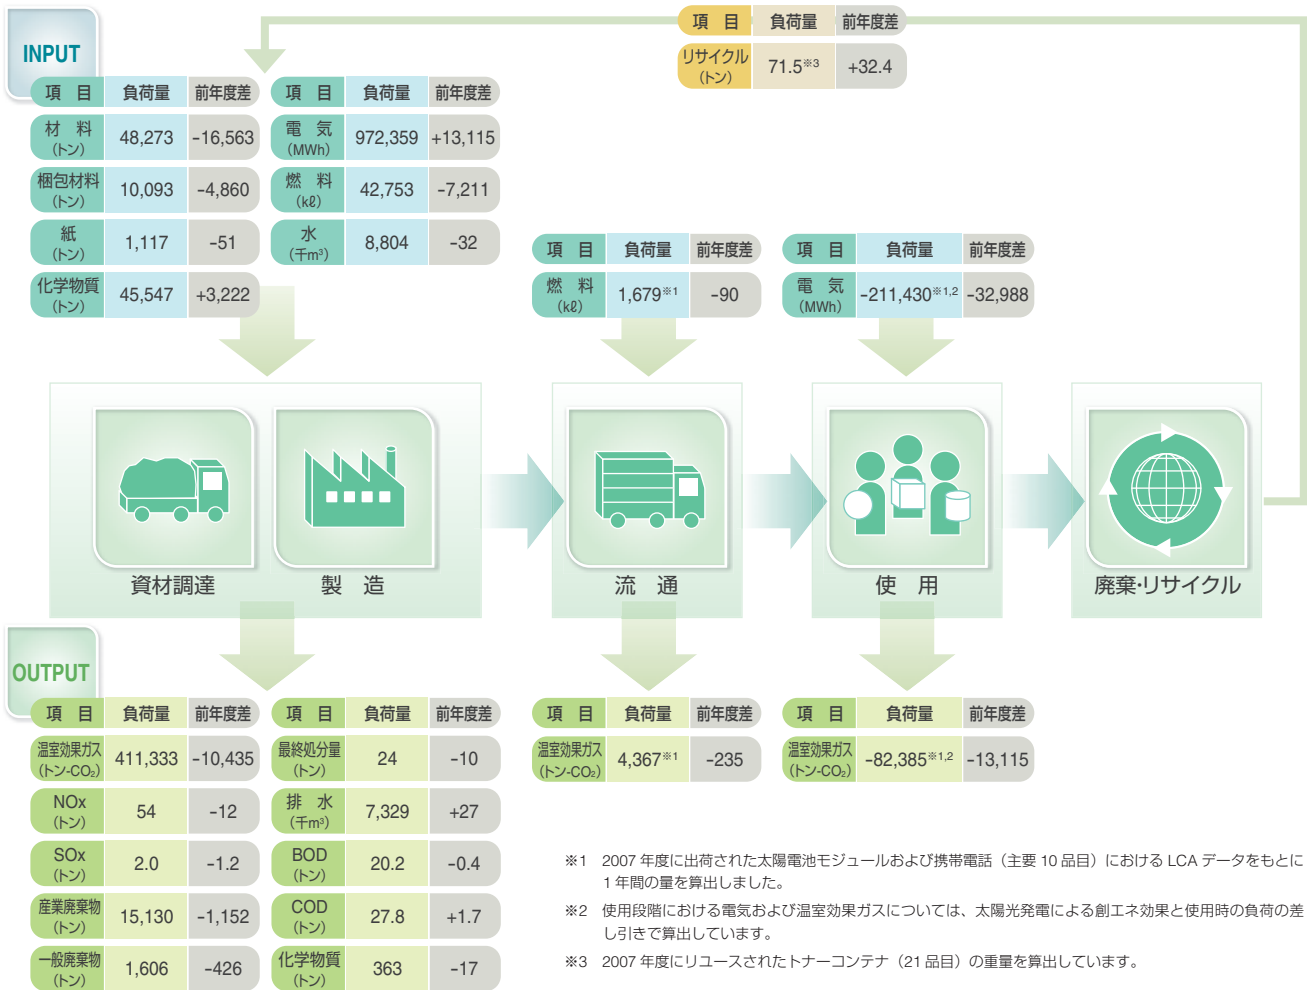 項 目 負荷量 前年度差
リサイクル
(トン) 71.5※3 +32.4
INPUT
項 目 負荷量 前年度差
材 料
(トン) 48,273 -16,563
梱包材料
(トン) 10,093 -4,860
紙
(トン) 1,117 -51
化学物質
(トン) 45,547 +3,222
項 目 負荷量 前年度差
電 気
(MWh) 972,359 +13,115
燃 料
(kℓ) 42,753 -7,211
水
(千m³) 8,804 -32
項 目 負荷量 前年度差
燃 料
(kℓ) 1,679※1 -90
項 目 負荷量 前年度差
電 気
(MWh) -211,430※1,2 -32,988
資材調達
製 造
流 通
使 用
廃棄・リサイクル
OUTPUT
項 目 負荷量 前年度差
温室効果ガス
(トン-CO₂) 411,333 -10,435
NOx
(トン) 54 -12
SOx
(トン) 2.0 -1.2
産業廃棄物
(トン) 15,130 -1,152
一般廃棄物
(トン) 1,606 -426
項 目 負荷量 前年度差
最終処分量
(トン) 24 -10
排 水
(千m³) 7,329 +27
BOD
(トン) 20.2 -0.4
COD
(トン) 27.8 +1.7
化学物質
(トン) 363 -17
項 目 負荷量 前年度差
温室効果ガス
(トン-CO₂) 4,367※1 -235
項 目 負荷量 前年度差
温室効果ガス
(トン-CO₂) -82,385※1,2 -13,115
※1 2007 年度に出荷された太陽電池モジュールおよび携帯電話（主要 10 品目）における LCA データをもとに
1 年間の量を算出しました。
※2 使用段階における電気および温室効果ガスについては、太陽光発電による創エネ効果と使用時の負荷の差
し引きで算出しています。
※3 2007 年度にリユースされたトナーコンテナ（21 品目）の重量を算出しています。